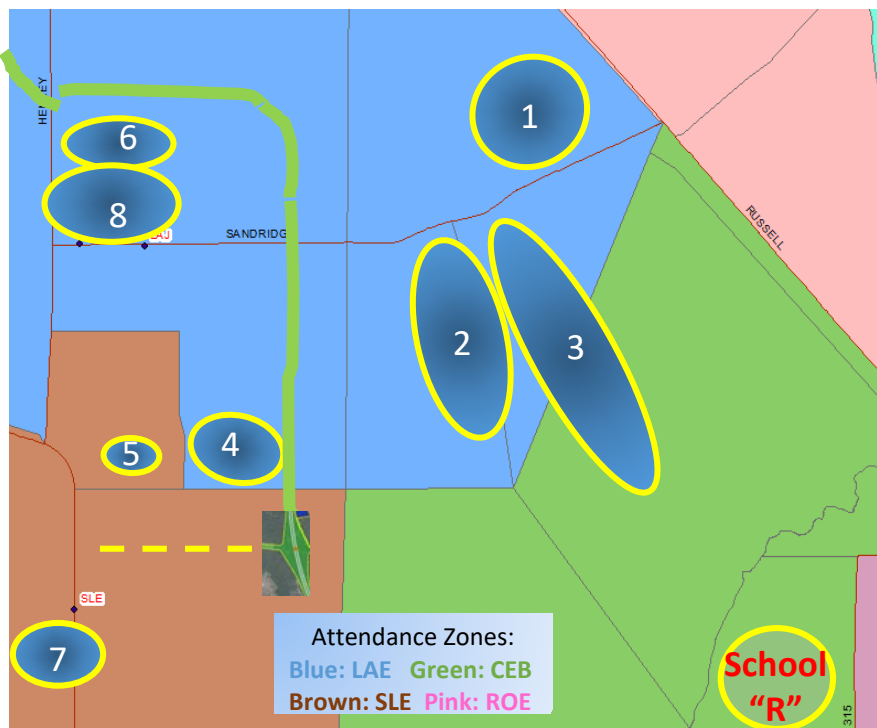 1
6
8
SANDRIDG
RUSSELL
2
3
5
4
SLE
7
Attendance Zones:
Blue: LAE Green: CEB
Brown: SLE Pink: ROE
School
"R"
315